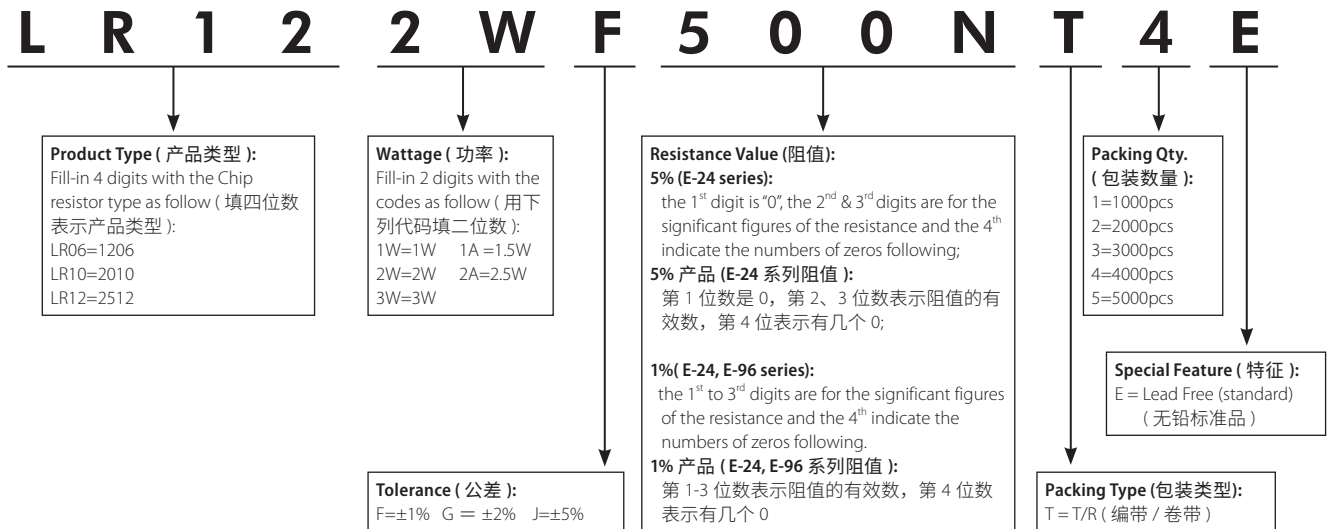 LR12 2W F 500N T 4 E
Product Type ( 产品类型 ):
Fill-in 4 digits with the Chip
resistor type as follow ( 填四位数
表示产品类型 ):
LR06=1206
LR10=2010
LR12=2512
Wattage ( 功率 ):
Fill-in 2 digits with the
codes as follow ( 用下
列代码填二位数 ):
1W=1W 1A =1.5W
2W=2W 2A=2.5W
3W=3W
Tolerance ( 公差 ):
F=±1% G = ±2% J=±5%
Resistance Value (阻值):
5% (E-24 series):
the 1st digit is "0", the 2nd & 3rd digits are for the
significant figures of the resistance and the 4th
indicate the numbers of zeros following;
5% 产品 (E-24 系列阻值 ):
第 1 位数是 0，第 2、3 位数表示阻值的有
效数，第 4 位表示有几个 0;
1%( E-24, E-96 series):
the 1st to 3rd digits are for the significant figures
of the resistance and the 4th indicate the
numbers of zeros following.
1% 产品 ( E-24, E-96 系列阻值 ):
第 1-3 位数表示阻值的有效数，第 4 位数
表示有几个 0
Packing Qty.
( 包装数量 ):
1=1000pcs
2=2000pcs
3=3000pcs
4=4000pcs
5=5000pcs
Special Feature ( 特征 ):
E = Lead Free (standard)
( 无铅标准品 )
Packing Type (包装类型):
T = T/R ( 编带 / 卷带 )